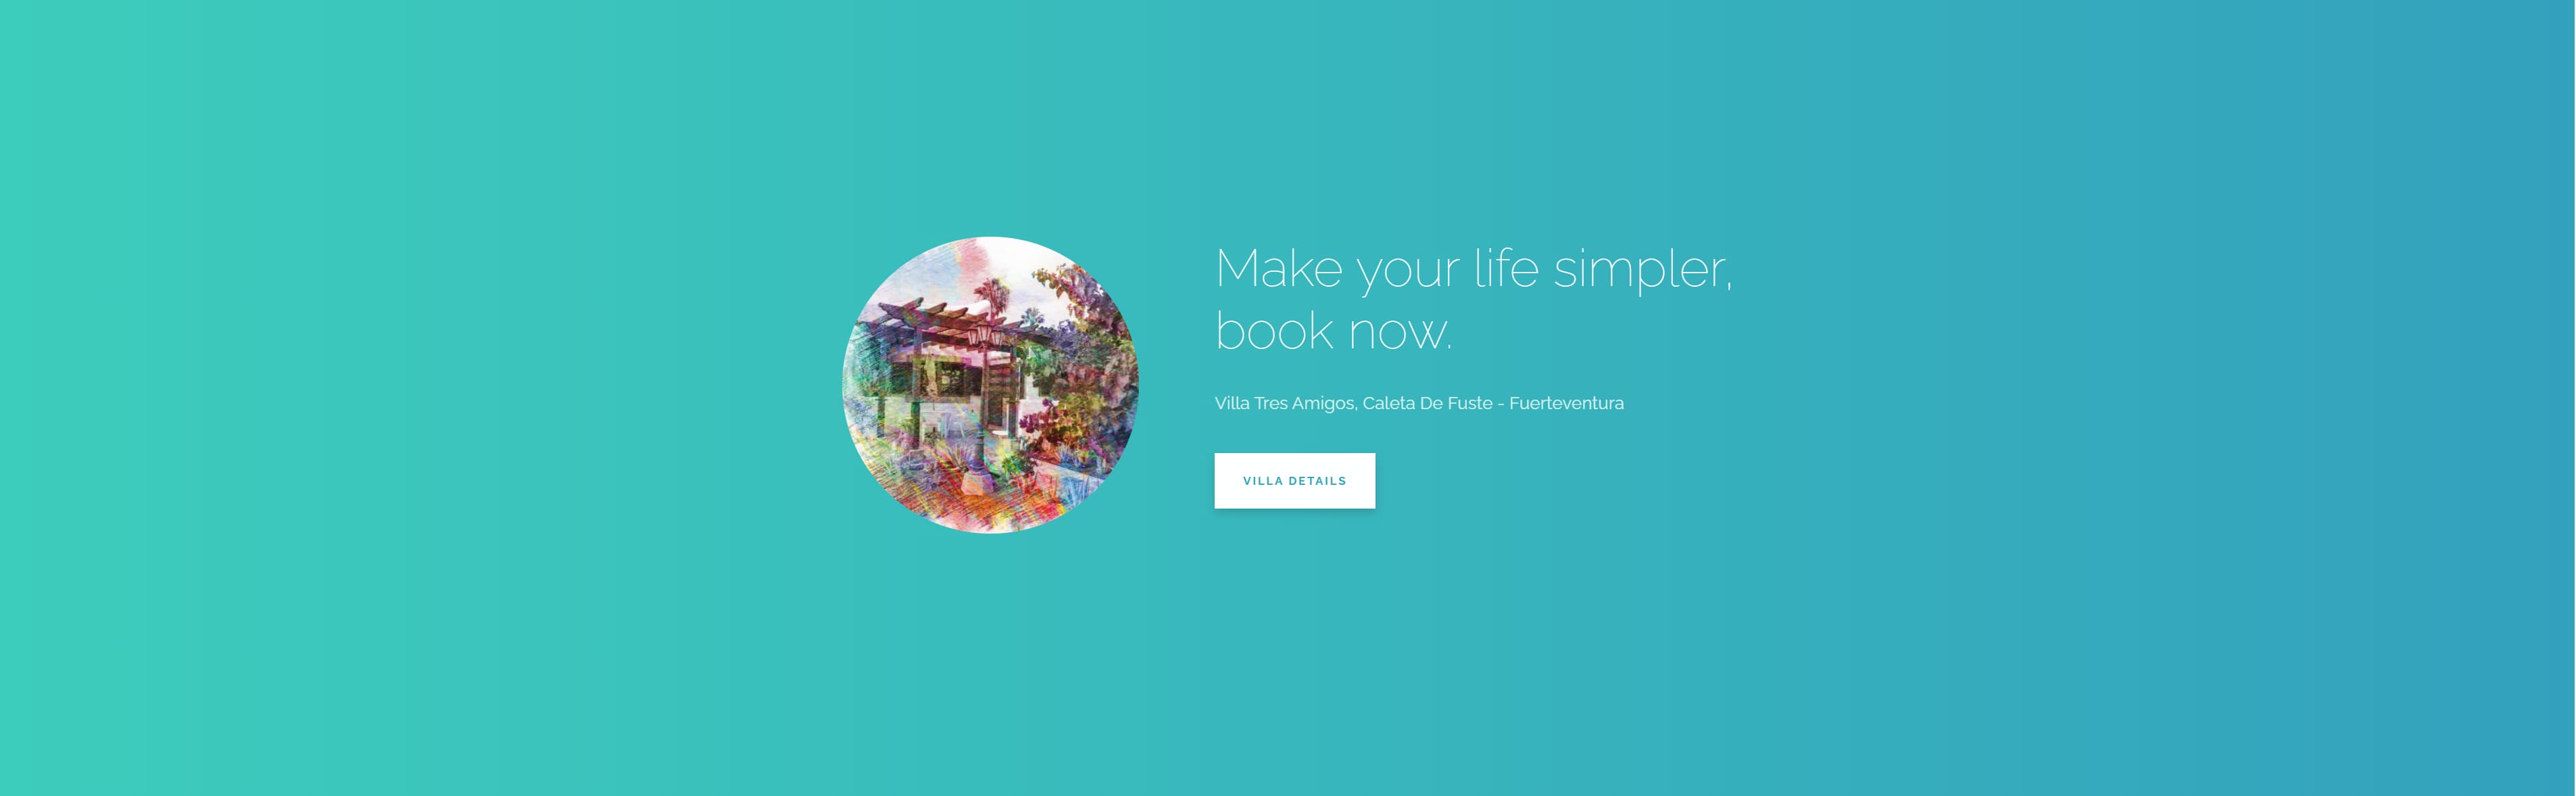 Make your life simpler,
book now.
Villa Tres Amigos, Caleta De Fuste - Fuerteventura
VILLA DETAILS